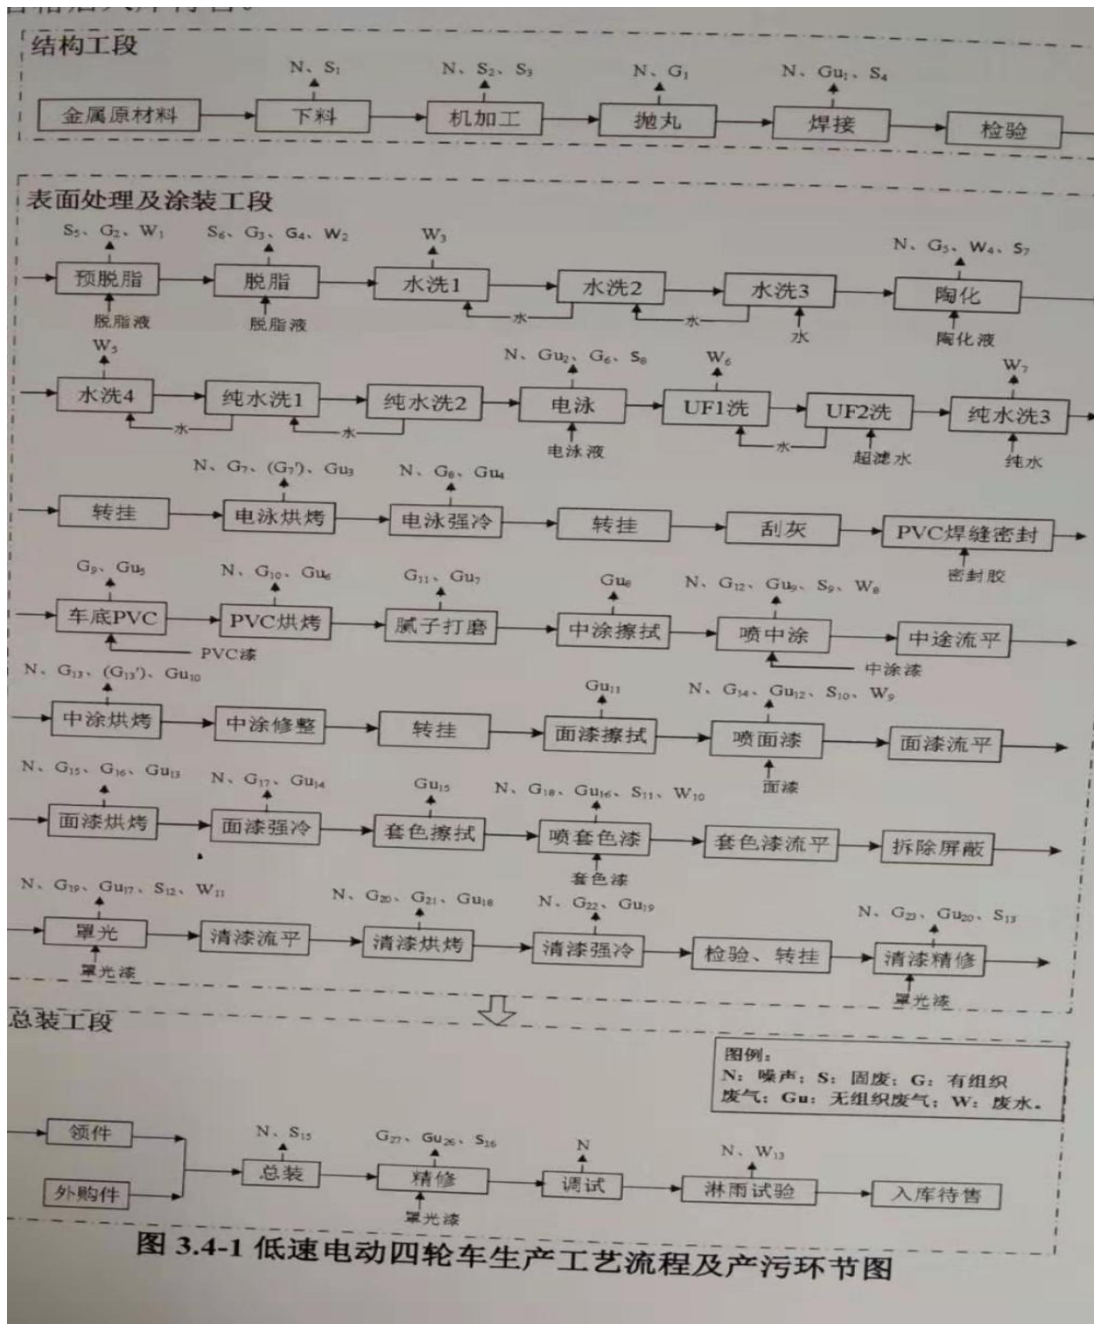 结构工段
N、S₁
N、S₂、S₃
N、G₁
N、Gu₁、S₄
金属原材料
下料
机加工
抛丸
焊接
检验
表面处理及涂装工段
S₅、G₂、W₁
S₆、G₃、G₄、W₂
W₃
N、G₅、W₄、S₇
预脱脂
脱脂
水洗1
水洗2
水洗3
陶化
脱脂液
脱脂液
水
水
水
陶化液
W₅
N、Gu₂、G₆、S₈
W₆
W₇
水洗4
纯水洗1
纯水洗2
电泳
UF1洗
UF2洗
纯水洗3
水
水
电泳液
水
超滤水
纯水
N、G₇、(G₇')、Gu₃
N、G₈、Gu₄
转挂
电泳烘烤
电泳强冷
转挂
刮灰
PVC焊缝密封
密封胶
G₉、Gu₅
N、G₁₀、Gu₆
G₁₁、Gu₇
Gu₈
N、G₁₂、Gu₉、S₉、W₈
车底PVC
PVC烘烤
腻子打磨
中涂擦拭
喷中涂
中途流平
PVC漆
中涂漆
N、G₁₃、(G₁₃')、Gu₁₀
Gu₁₁
N、G₁₄、Gu₁₂、S₁₀、W₉
中涂烘烤
中涂修整
转挂
面漆擦拭
喷面漆
面漆流平
面漆
N、G₁₅、G₁₆、Gu₁₃
N、G₁₇、Gu₁₄
Gu₁₅
N、G₁₈、Gu₁₆、S₁₁、W₁₀
面漆烘烤
面漆强冷
套色擦拭
喷套色漆
套色漆流平
拆除屏蔽
套色漆
N、G₁₉、Gu₁₇、S₁₂、W₁₁
N、G₂₀、G₂₁、Gu₁₈
N、G₂₂、Gu₁₉
N、G₂₃、Gu₂₀、S₁₃
罩光
清漆流平
清漆烘烤
清漆强冷
检验、转挂
清漆精修
罩光漆
罩光漆
总装工段
图例：
N：噪声；S：固废；G：有组织
废气；Gu：无组织废气；W：废水。
N、S₁₅
G₂₇、Gu₂₆、S₁₆
N
N、W₁₃
领件
外购件
总装
精修
调试
淋雨试验
入库待售
罩光漆
图 3.4-1 低速电动四轮车生产工艺流程及产污环节图